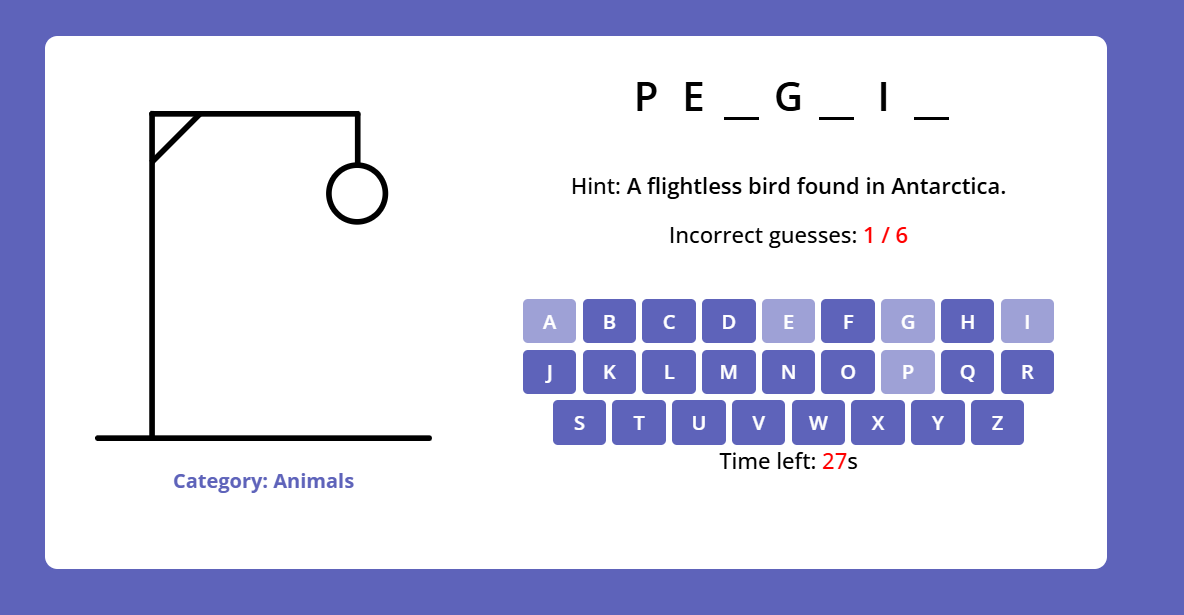 P E _ G _ I _
Hint: A flightless bird found in Antarctica.
Incorrect guesses: 1 / 6
A B C D E F G H I
J K L M N O P Q R
S T U V W X Y Z
Time left: 27s
Category: Animals